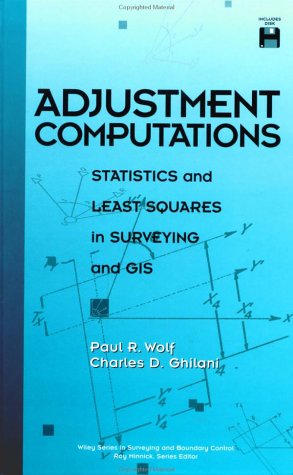 INCLUDES
DISK
ADJUSTMENT
COMPUTATIONS
STATISTICS and
LEAST SQUARES
in SURVEYING
and GIS
Paul R. Wolf
Charles D. Ghilani
Wiley Series in Surveying and Boundary Control
Roy Minnick, Series Editor